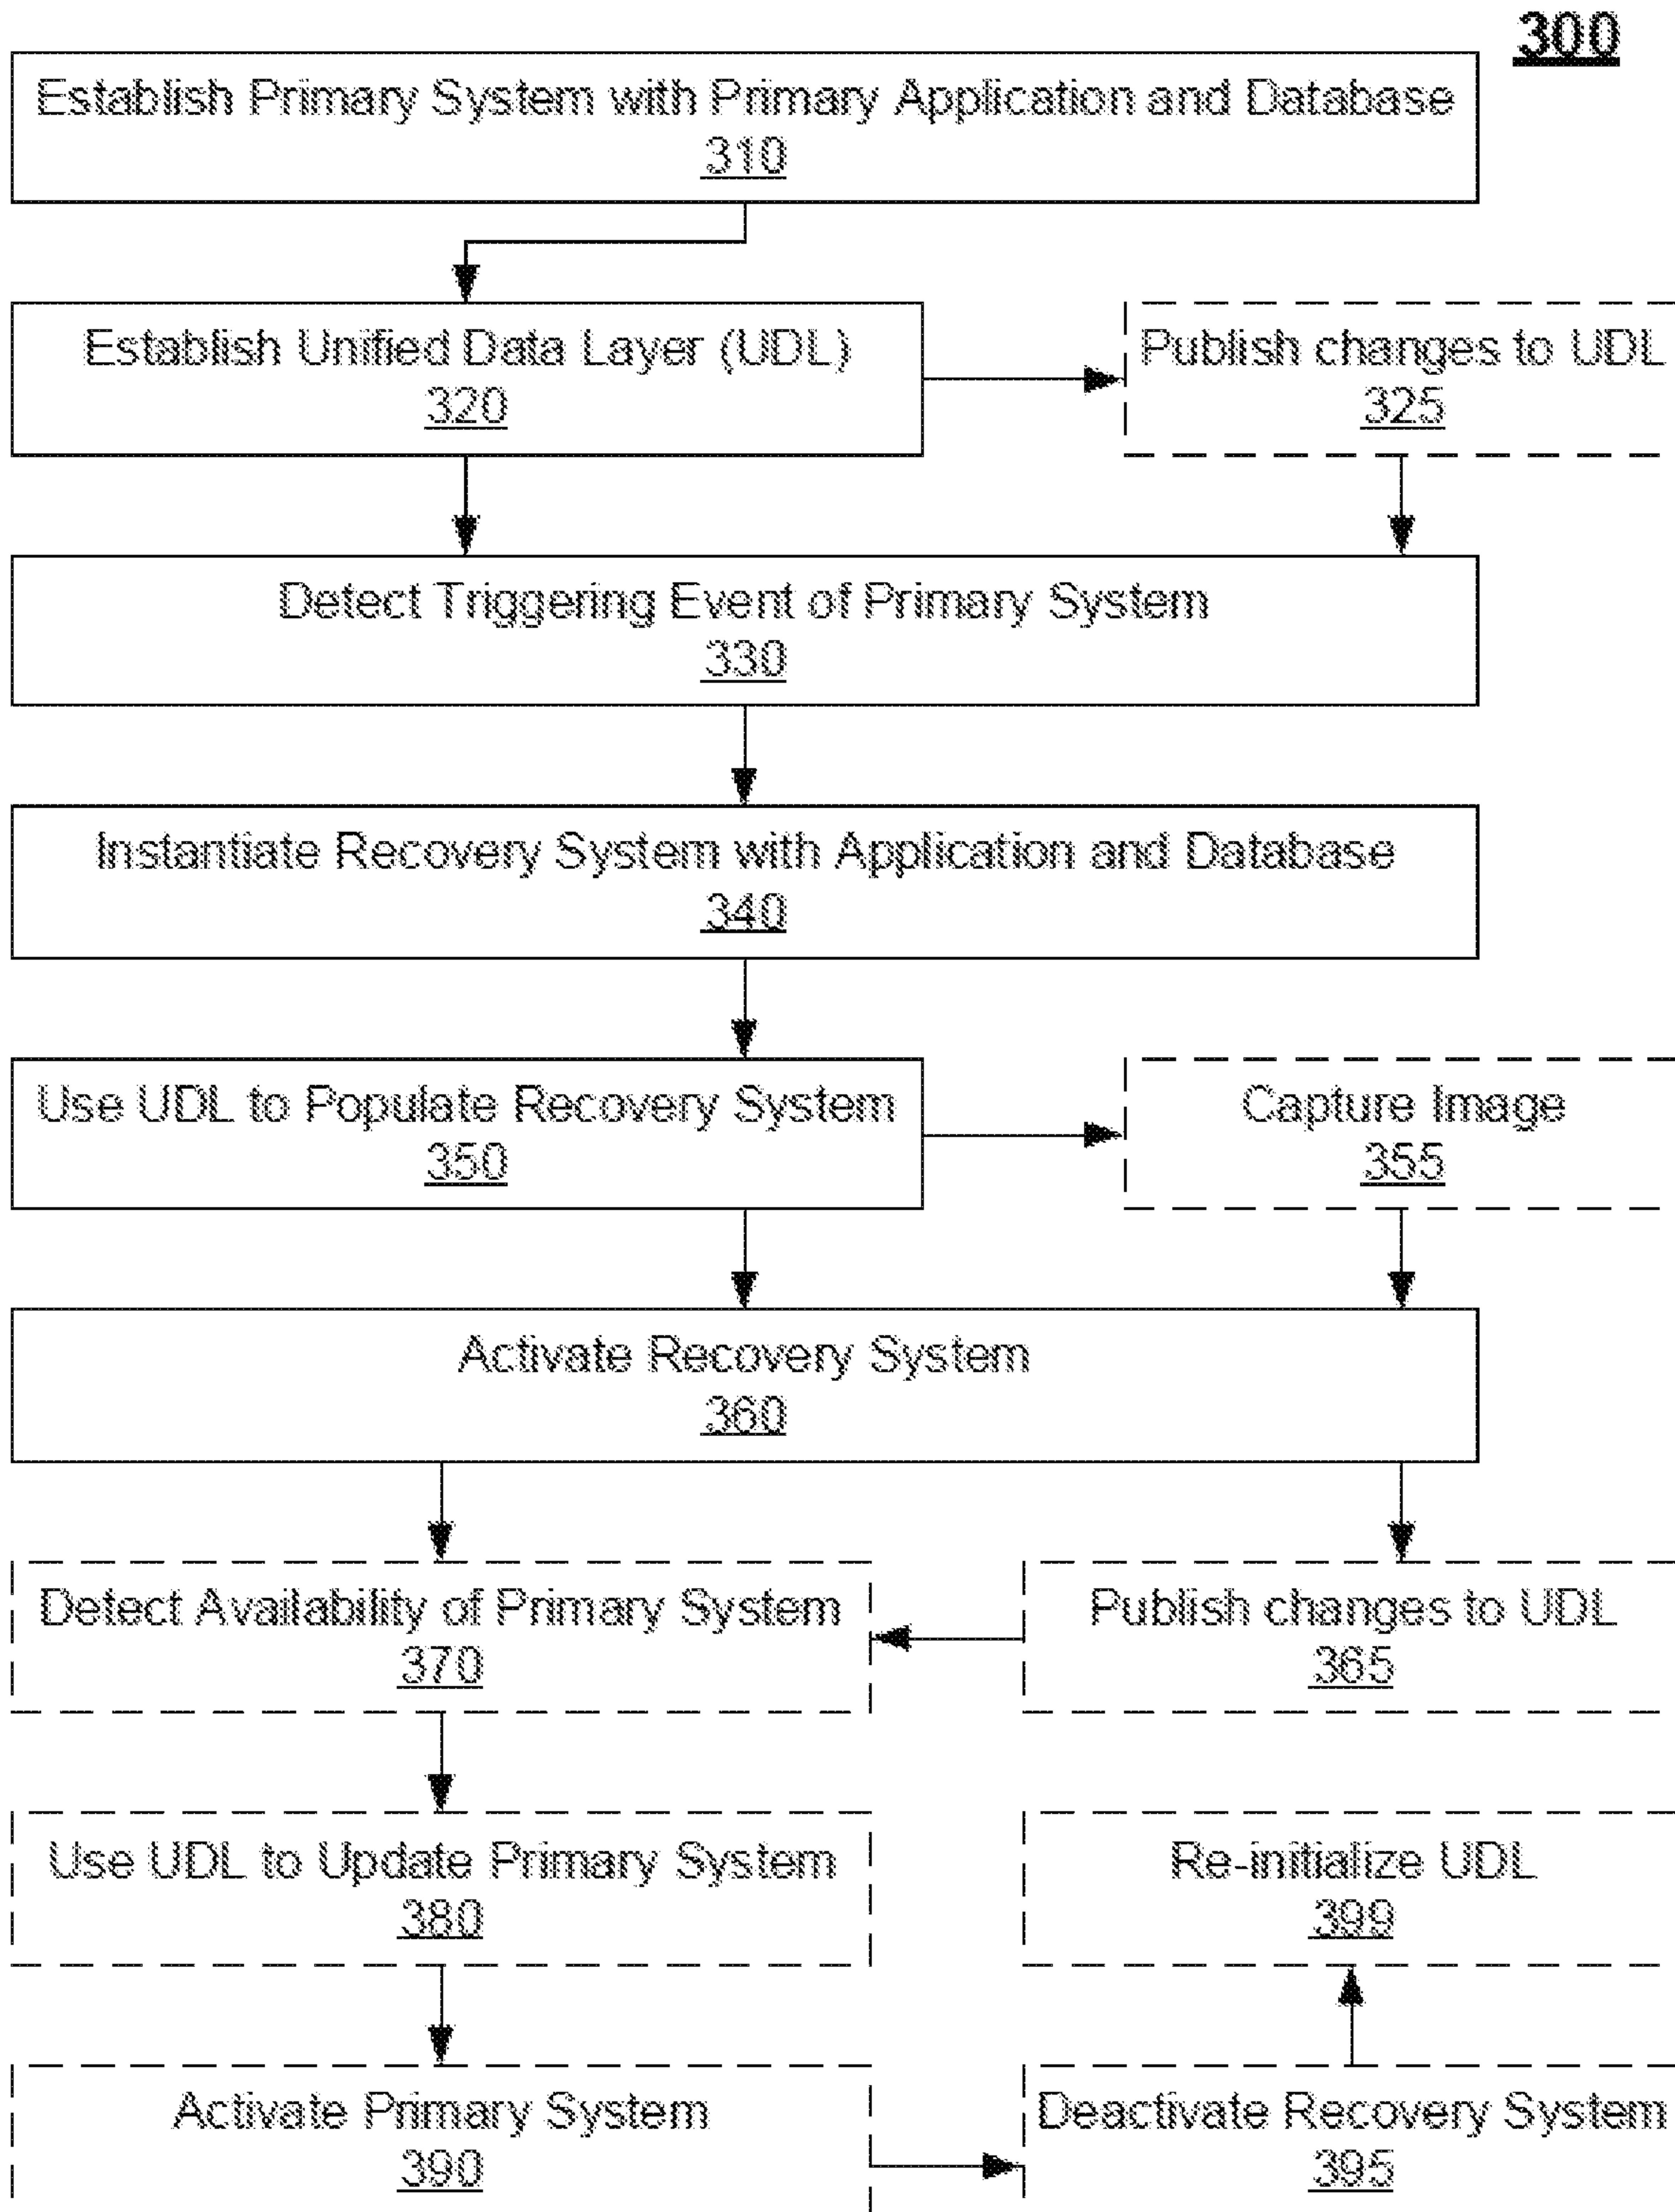 300
Establish Primary System with Primary Application and Database
310
Establish Unified Data Layer (UDL)
320
Publish changes to UDL
325
Detect Triggering Event of Primary System
330
Instantiate Recovery System with Application and Database
340
Use UDL to Populate Recovery System
350
Capture Image
355
Activate Recovery System
360
Detect Availability of Primary System
370
Publish changes to UDL
365
Use UDL to Update Primary System
380
Re-initialize UDL
399
Activate Primary System
390
Deactivate Recovery System
395